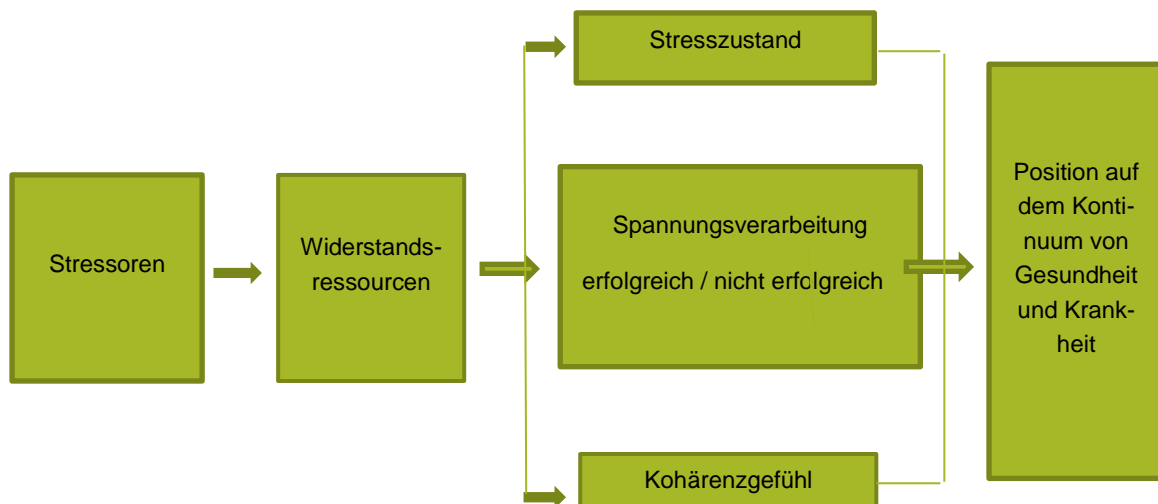 Stressoren
Widerstands-
ressourcen
Stresszustand
Spannungsverarbeitung
erfolgreich / nicht erfolgreich
Kohärenzgefühl
Position auf
dem Konti-
nuum von
Gesundheit
und Krank-
heit